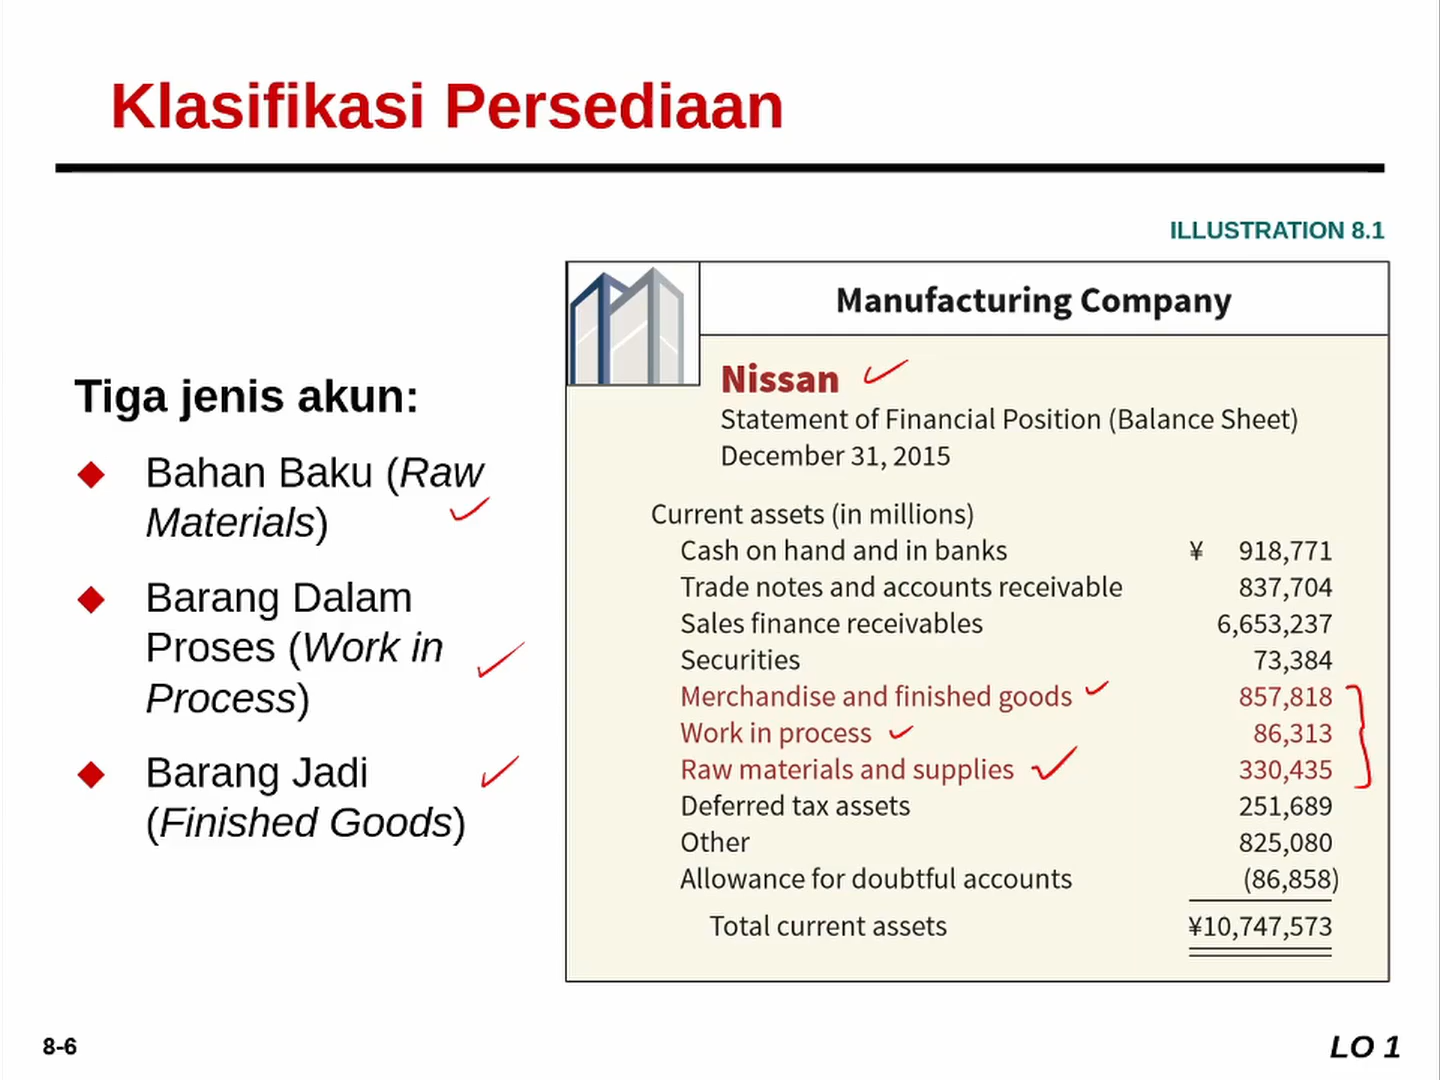 Klasifikasi Persediaan
ILLUSTRATION 8.1
Tiga jenis akun:
Bahan Baku (Raw
Materials)
Barang Dalam
Proses (Work in
Process)
Barang Jadi
(Finished Goods)
Manufacturing Company
Nissan
Statement of Financial Position (Balance Sheet)
December 31, 2015
Current assets (in millions)
Cash on hand and in banks ¥ 918,771
Trade notes and accounts receivable 837,704
Sales finance receivables 6,653,237
Securities 73,384
Merchandise and finished goods 857,818
Work in process 86,313
Raw materials and supplies 330,435
Deferred tax assets 251,689
Other 825,080
Allowance for doubtful accounts (86,858)
Total current assets ¥10,747,573
8-6
LO 1